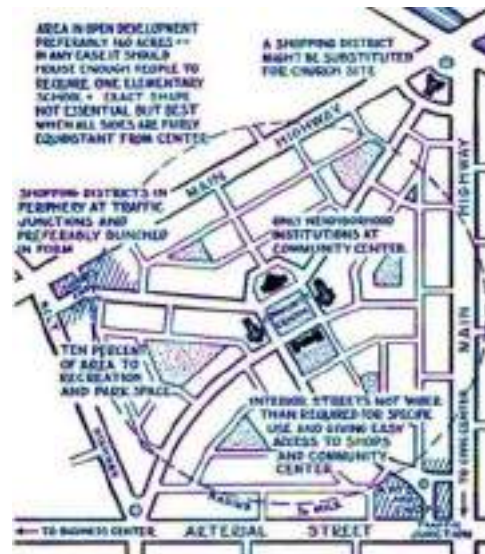 AREA IN OPEN DEVELOPMENT
PREFERABLY 160 ACRES
IN ANY CASE IT SHOULD
HOUSE ENOUGH PEOPLE TO
REQUIRE ONE ELEMENTARY
SCHOOL • EXACT SHAPE
NOT ESSENTIAL BUT BEST
WHEN ALL SIDES ARE FAIRLY
EQUIDISTANT FROM CENTER
A SHOPPING DISTRICT
MIGHT BE SUBSTITUTED
FOR CHURCH SITE
MAIN HIGHWAY
HIGHWAY
MAIN
SHOPPING DISTRICTS IN
PERIPHERY AT TRAFFIC
JUNCTIONS AND
PREFERABLY BUNCHED
IN FORM
ONLY NEIGHBORHOOD
INSTITUTIONS AT
COMMUNITY CENTER
TEN PERCENT
OF AREA TO
RECREATION
AND PARK SPACE
INTERIOR STREETS NOT WIDER
THAN REQUIRED FOR SPECIFIC
USE AND GIVING EASY
ACCESS TO SHOPS
AND COMMUNITY
CENTER
RADIUS
MILE
TO BUSINESS CENTER
ARTERIAL STREET
JUNCTION